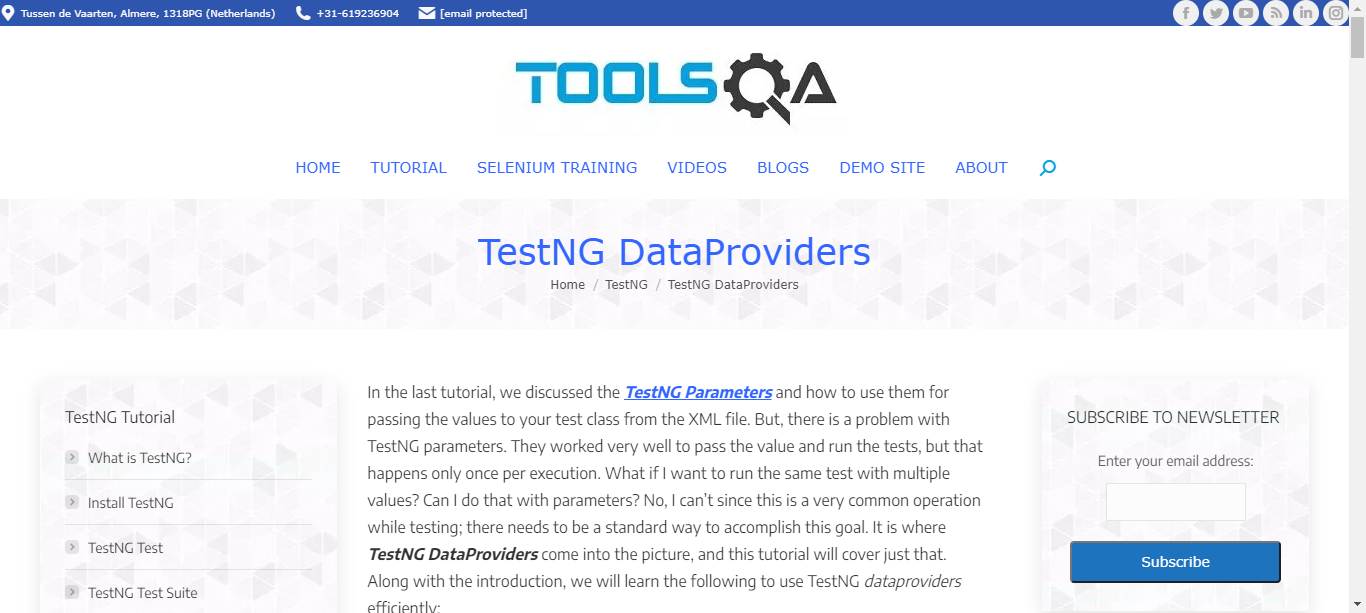 Tussen de Vaarten, Almere, 1318PG (Netherlands) +31-619236904 [email protected]
TOOLSQA
HOME TUTORIAL SELENIUM TRAINING VIDEOS BLOGS DEMO SITE ABOUT
TestNG DataProviders
Home / TestNG / TestNG DataProviders
TestNG Tutorial
What is TestNG?
Install TestNG
TestNG Test
TestNG Test Suite
In the last tutorial, we discussed the TestNG Parameters and how to use them for
passing the values to your test class from the XML file. But, there is a problem with
TestNG parameters. They worked very well to pass the value and run the tests, but that
happens only once per execution. What if I want to run the same test with multiple
values? Can I do that with parameters? No, I can’t since this is a very common operation
while testing; there needs to be a standard way to accomplish this goal. It is where
TestNG DataProviders come into the picture, and this tutorial will cover just that.
Along with the introduction, we will learn the following to use TestNG dataproviders
efficiently:
SUBSCRIBE TO NEWSLETTER
Enter your email address:
Subscribe